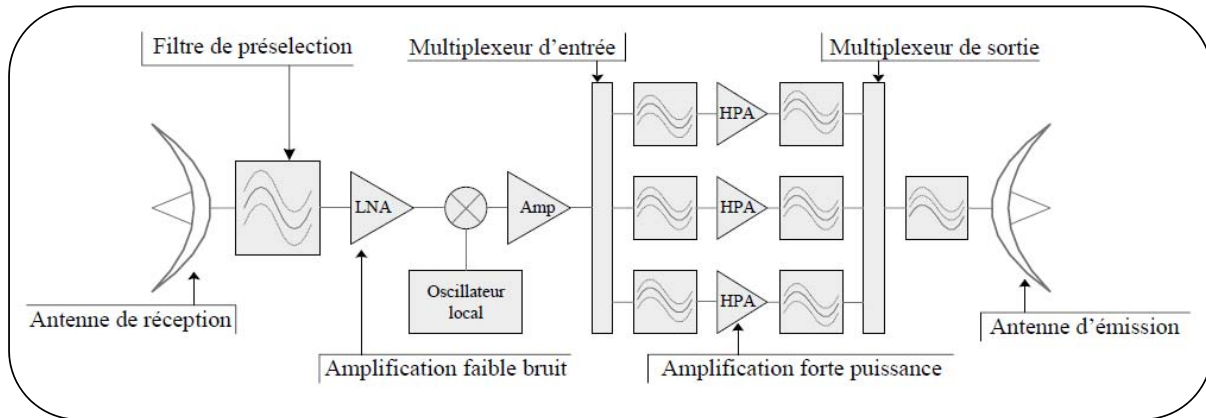 Filtre de préselection
Multiplexeur d'entrée
Multiplexeur de sortie
HPA
LNA
Amp
HPA
Oscillateur
local
HPA
Antenne de réception
Antenne d'émission
Amplification faible bruit
Amplification forte puissance